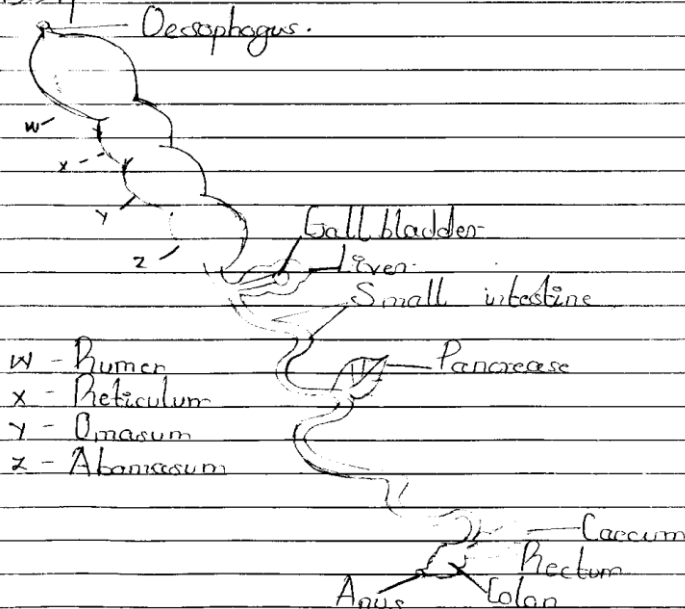 Oesophagus.
W
X
Y
Z
Gall bladder
Liver
Small intestine
W - Rumen
Pancrease
X - Reticulum
Y - Omasum
Z - Abomasum
Caecum
Rectum
Anus
Colon